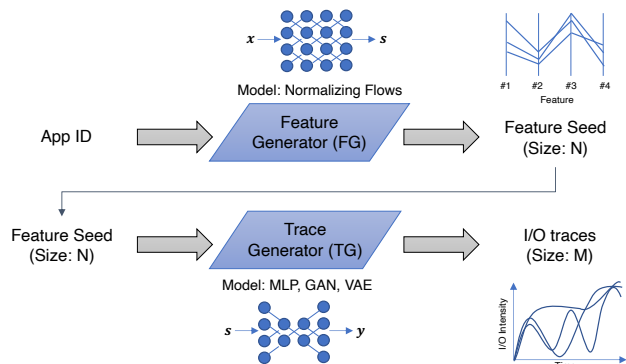 x
s
Model: Normalizing Flows
#1 #2 #3 #4
Feature
App ID
Feature
Generator (FG)
Feature Seed
(Size: N)
Feature Seed
(Size: N)
Trace
Generator (TG)
I/O traces
(Size: M)
Model: MLP, GAN, VAE
s
y
I/O Intensity